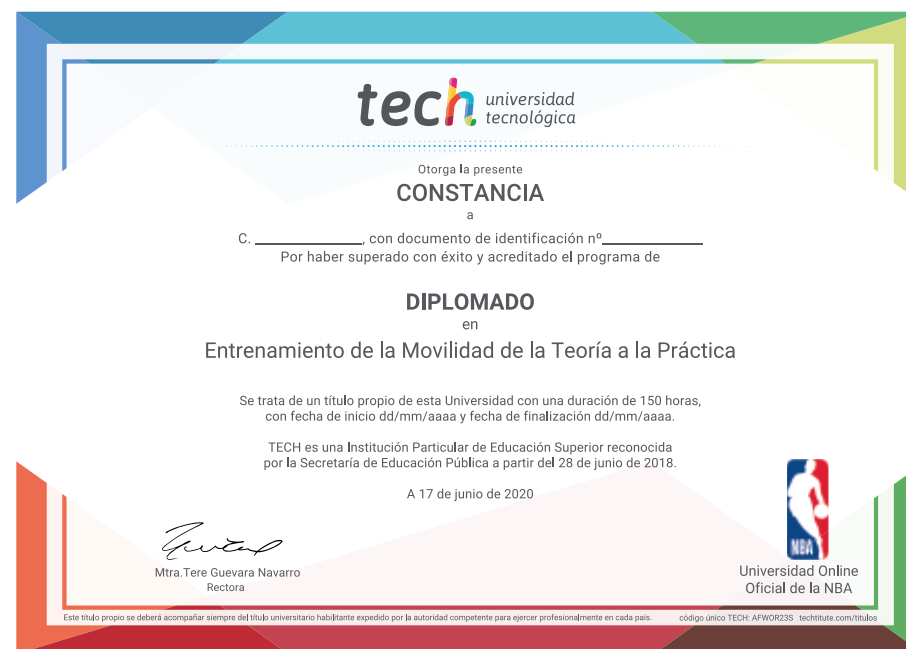 tech universidad
tecnológica
Otorga la presente
CONSTANCIA
a
C. ____________, con documento de identificación nº____________
Por haber superado con éxito y acreditado el programa de
DIPLOMADO
en
Entrenamiento de la Movilidad de la Teoría a la Práctica
Se trata de un título propio de esta Universidad con una duración de 150 horas,
con fecha de inicio dd/mm/aaaa y fecha de finalización dd/mm/aaaa.
TECH es una Institución Particular de Educación Superior reconocida
por la Secretaría de Educación Pública a partir del 28 de junio de 2018.
A 17 de junio de 2020
Mtra.Tere Guevara Navarro
Rectora
NBA
Universidad Online
Oficial de la NBA
Este título propio se deberá acompañar siempre del título universitario habilitante expedido por la autoridad competente para ejercer profesionalmente en cada país. código único TECH: AFWOR23S techtitute.com/titulos